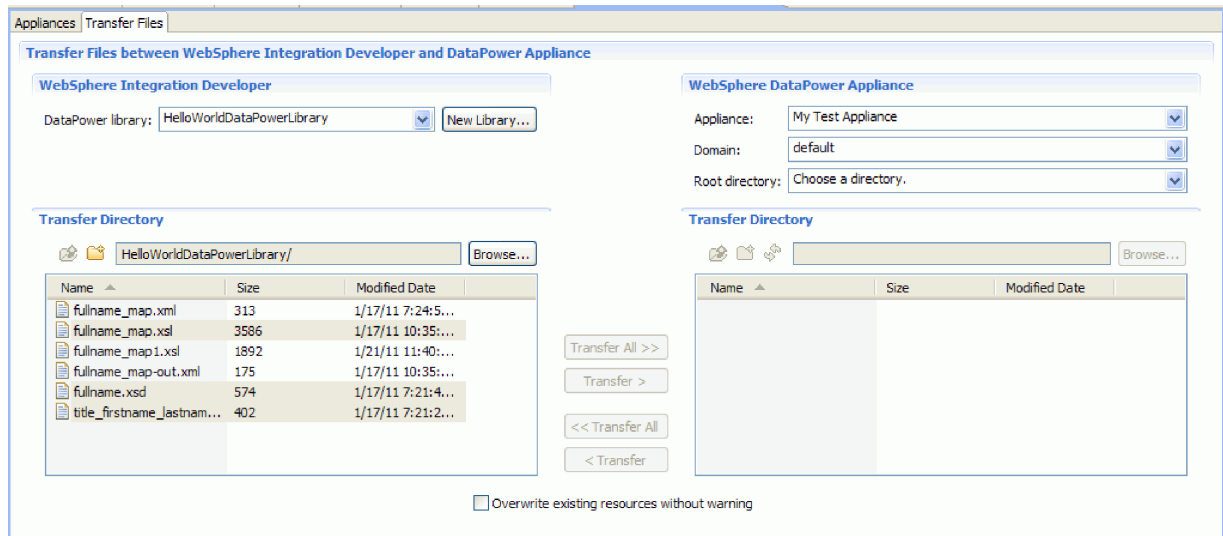 Appliances Transfer Files
Transfer Files between WebSphere Integration Developer and DataPower Appliance
WebSphere Integration Developer
DataPower library: HelloWorldDataPowerLibrary New Library...
WebSphere DataPower Appliance
Appliance: My Test Appliance
Domain: default
Root directory: Choose a directory.
Transfer Directory
HelloWorldDataPowerLibrary/ Browse...
Name Size Modified Date
fullname_map.xml 313 1/17/11 7:24:5...
fullname_map.xsl 3586 1/17/11 10:35:...
fullname_map1.xsl 1892 1/21/11 11:40:...
fullname_map-out.xml 175 1/17/11 10:35:...
fullname.xsd 574 1/17/11 7:21:4...
title_firstname_lastnam... 402 1/17/11 7:21:2...
Transfer All >>
Transfer >
<< Transfer All
< Transfer
Transfer Directory
Browse...
Name Size Modified Date
Overwrite existing resources without warning